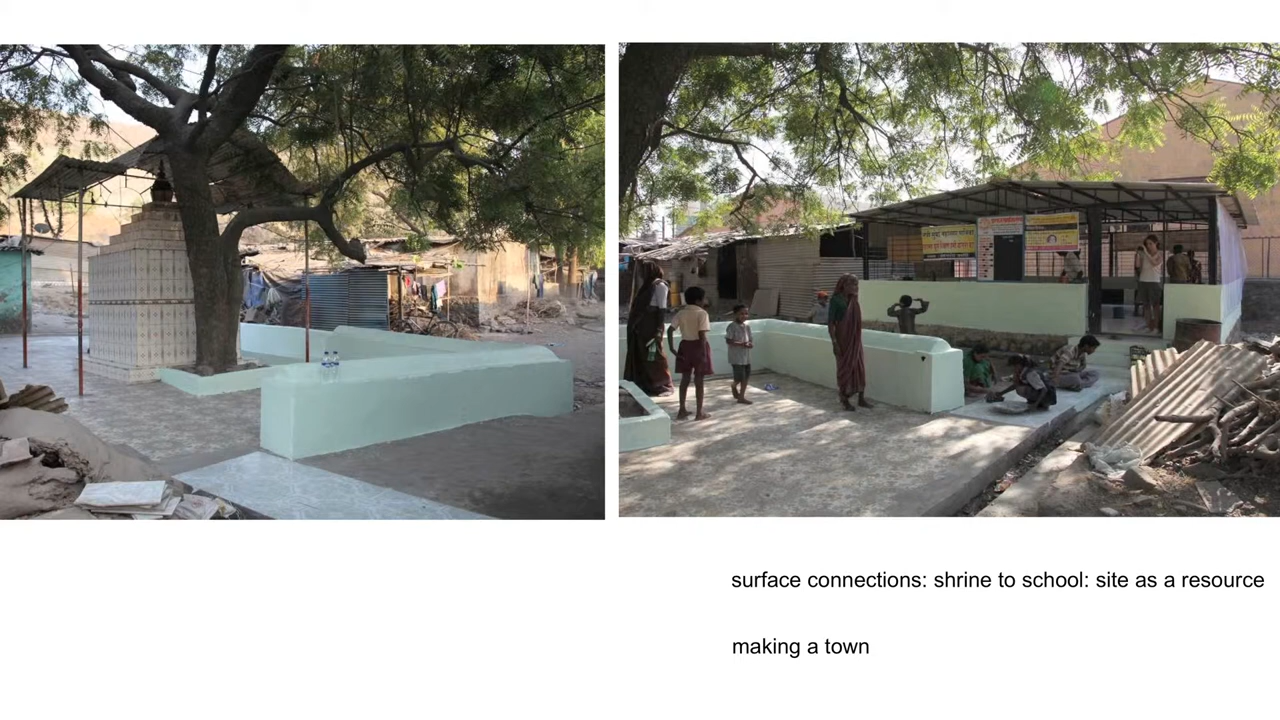 surface connections: shrine to school: site as a resource
making a town